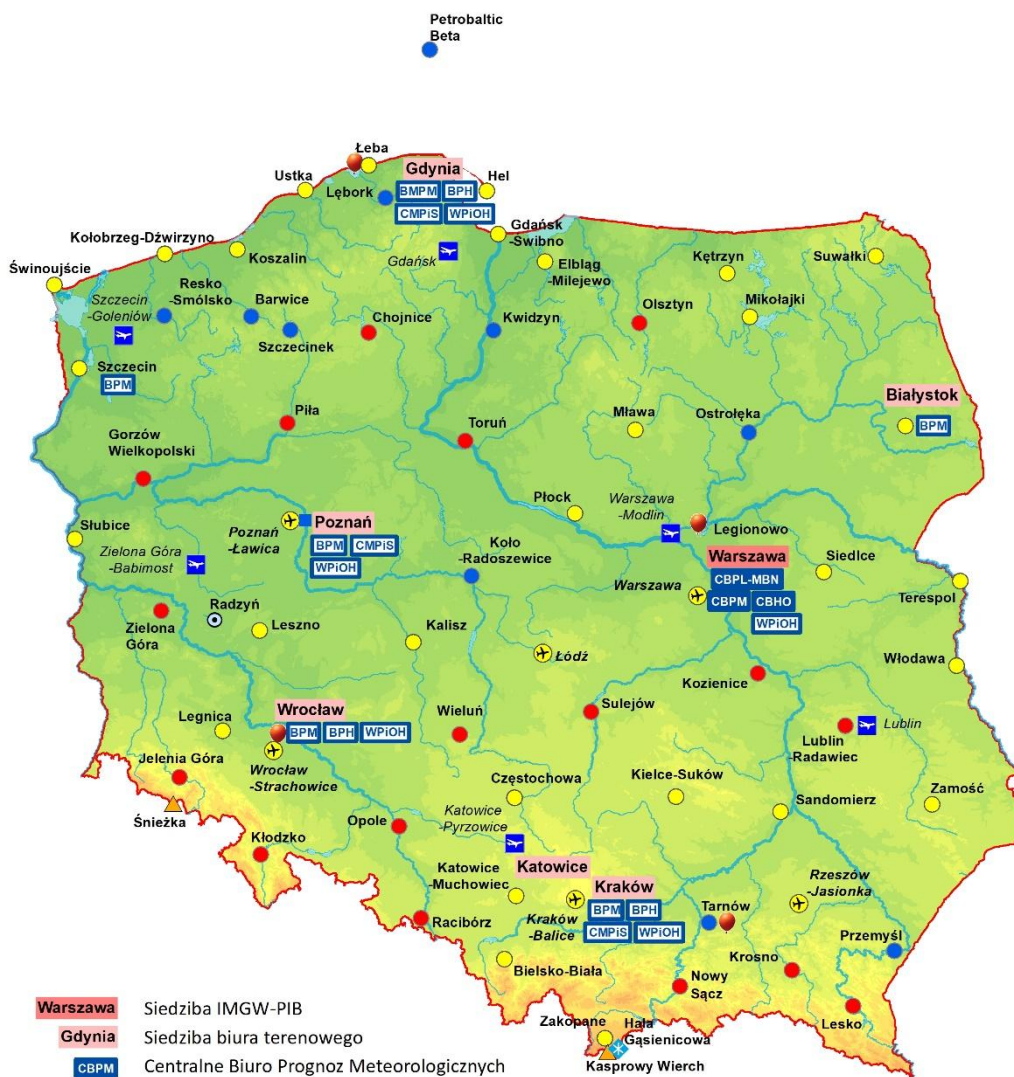 Petrobaltic
Beta
Łeba
Gdynia
Hel
Ustka
Lębork
BMPM
BPH
CMPiS
WPiOH
Gdańsk
-Świbno
Kołobrzeg-Dźwirzyno
Koszalin
Gdańsk
Elbląg
-Milejewo
Kętrzyn
Suwałki
Świnoujście
Szczecin
-Goleniów
Resko
-Smólsko
Barwice
Szczecinek
Chojnice
Kwidzyn
Olsztyn
Mikołajki
Szczecin
BPM
Piła
Toruń
Mława
Ostrołęka
Białystok
BPM
Gorzów
Wielkopolski
Płock
Warszawa
-Modlin
Legionowo
Słubice
Poznań
-Ławica
Poznań
BPM
CMPiS
WPiOH
Koło
-Radoszewice
Zielona Góra
-Babimost
Warszawa
Warszawa
CBPL-MBN
CBPM
CBHO
WPiOH
Siedlce
Terespol
Radzyń
Zielona
Góra
Leszno
Kalisz
Łódź
Włodawa
Kozienice
Legnica
Wrocław
BPM
BPH
WPiOH
Wieluń
Sulejów
Lublin
Lublin
-Radawiec
Jelenia Góra
Wrocław
-Strachowice
Częstochowa
Kielce-Suków
Sandomierz
Zamość
Śnieżka
Opole
Katowice
-Pyrzowice
Kłodzko
Katowice
Katowice
-Muchowiec
Kraków
BPM
BPH
CMPiS
WPiOH
Kraków
-Balice
Rzeszów
-Jasionka
Tarnów
Racibórz
Przemyśl
Bielsko-Biała
Krosno
Nowy
Sącz
Lesko
Zakopane
Hala
Gąsienicowa
Kasprowy Wierch
Warszawa Siedziba IMGW-PIB
Gdynia Siedziba biura terenowego
CBPM Centralne Biuro Prognoz Meteorologicznych